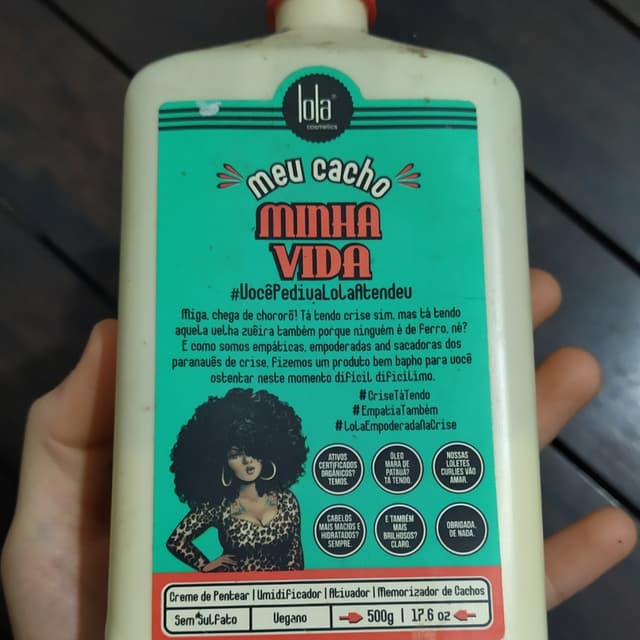 lola
cosmetics
meu cacho
MINHA
VIDA
#VocêPediuaLolaAtendeu
Miga, chega de chororô! Tá tendo crise sim, mas tá tendo
aquela velha zuêira também porque ninguém é de Ferro, né?
E como somos empáticas, empoderadas and sacadoras dos
paranauês de crise, Fizemos um produto bem bapho para você
ostentar neste momento difícil dificílimo.
#CriseTáTendo
#EmpatiaTambém
#LolaEmpoderadaNaCrise
ATIVOS
CERTIFICADOS
ORGÂNICOS?
TEMOS.
ÓLEO
MARA DE
PATAUÁ?
TÁ TENDO.
NOSSAS
LOLETES
CURLIES VÃO
AMAR.
CABELOS
MAIS MACIOS E
HIDRATADOS?
SEMPRE.
E TAMBÉM
MAIS
BRILHOSOS?
CLARO.
OBRIGADA,
DE NADA.
Creme de Pentear | Umidificador | Ativador | Memorizador de Cachos
Sem Sulfato | Vegano | 500g | 17.6 oz